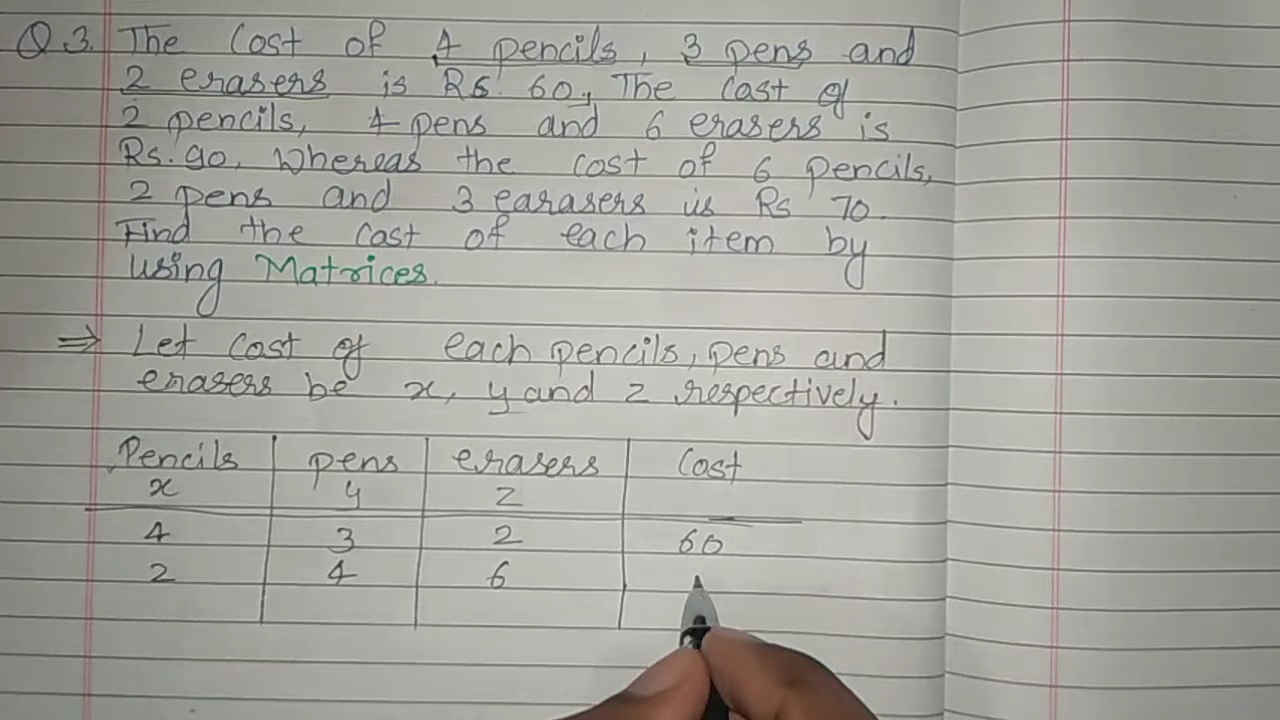 Q 3. The Cost of 4 pencils, 3 pens and
2 erasers is Rs. 60, The Cost of
2 pencils, 4 pens and 6 erasers is
Rs. 90, Whereas the cost of 6 pencils,
2 pens and 3 earasers is Rs 70.
Find the cost of each item by
using Matrices.
⇒ Let Cost of each pencils, pens and
erasers be x, y and z respectively.
Pencils pens erasers Cost
x y z
4 3 2 60
2 4 6